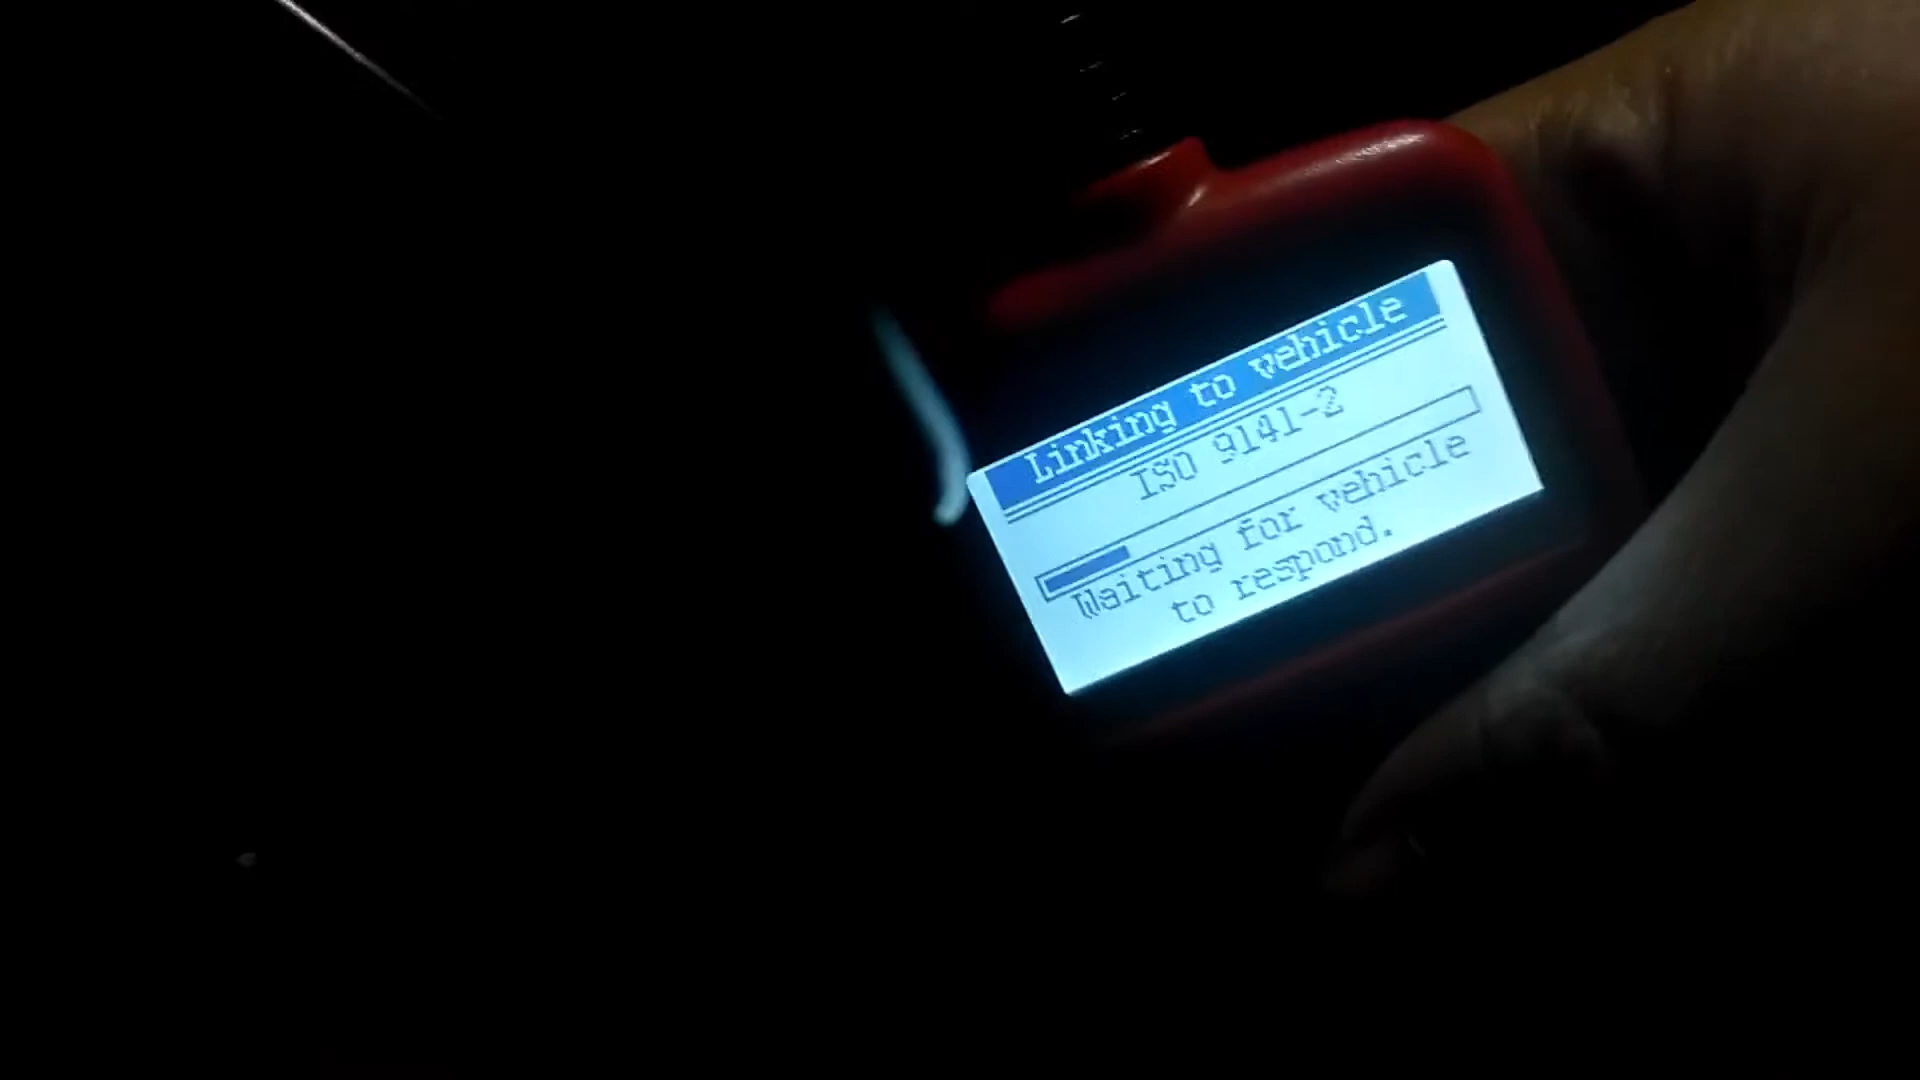 Linking to vehicle
ISO 9141-2
Waiting for vehicle
to respond.